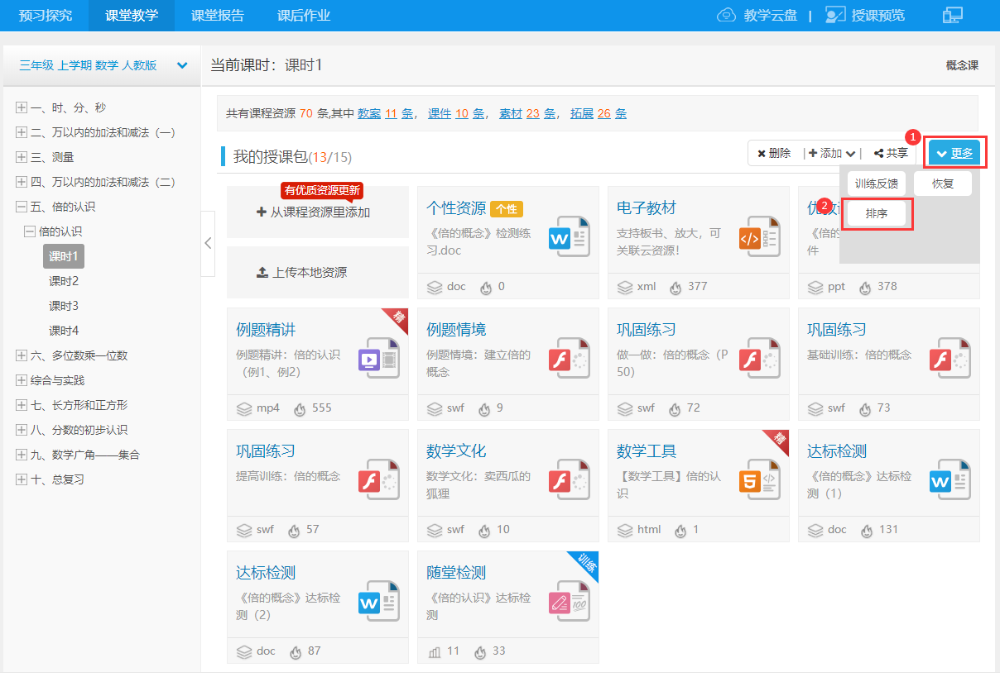 预习探究 课堂教学 课堂报告 课后作业 教学云盘 | 授课预览
三年级 上学期 数学 人教版
当前课时：课时1
概念课
一、时、分、秒
二、万以内的加法和减法（一）
三、测量
四、万以内的加法和减法（二）
五、倍的认识
倍的认识
课时1
课时2
课时3
课时4
六、多位数乘一位数
综合与实践
七、长方形和正方形
八、分数的初步认识
九、数学广角——集合
十、总复习
共有课程资源 70 条,其中 教案 11 条， 课件 10 条， 素材 23 条， 拓展 26 条
我的授课包(13/15)
删除 | 添加 | 共享
1
更多
训练反馈 恢复
2
排序
有优质资源更新
从课程资源里添加
上传本地资源
个性资源 个性
《倍的概念》检测练
习.doc
doc 0
电子教材
支持板书、放大，可
关联云资源！
xml 377
优教
《倍的
件
ppt 378
例题精讲
精
例题精讲：倍的认识
（例1、例2）
mp4 555
例题情境
例题情境：建立倍的
概念
swf 9
巩固练习
做一做：倍的概念（P
50）
swf 72
巩固练习
基础训练：倍的概念
swf 73
巩固练习
提高训练：倍的概念
swf 57
数学文化
数学文化：卖西瓜的
狐狸
swf 10
数学工具
精
【数学工具】倍的认
识
html 1
达标检测
《倍的概念》达标检
测（1）
doc 131
达标检测
《倍的概念》达标检
测（2）
doc 87
随堂检测
训练
《倍的认识》达标检
测
100
11 33